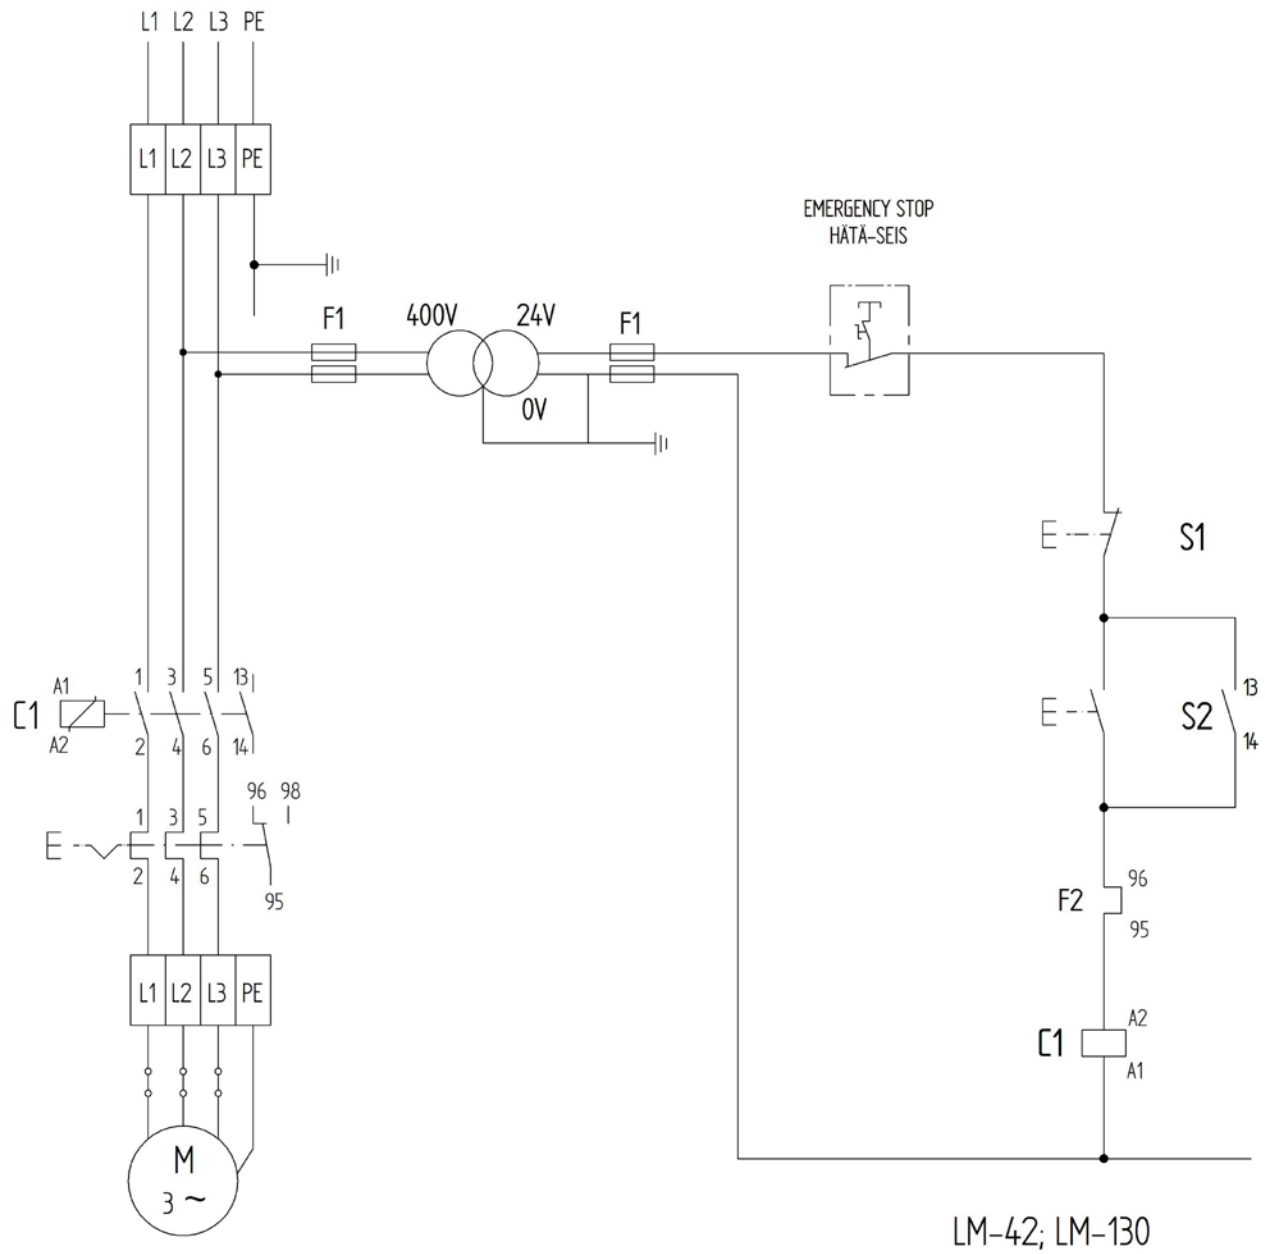 L1 L2 L3 PE
L1 L2 L3 PE
EMERGENCY STOP
HÄTÄ-SEIS
F1 400V 24V F1
0V
S1
A1 1 3 5 13
C1
A2 2 4 6 14
S2 13
14
96 98
1 3 5
2 4 6
95
F2 96
95
L1 L2 L3 PE
C1 A2
A1
M
3 ~
LM-42; LM-130